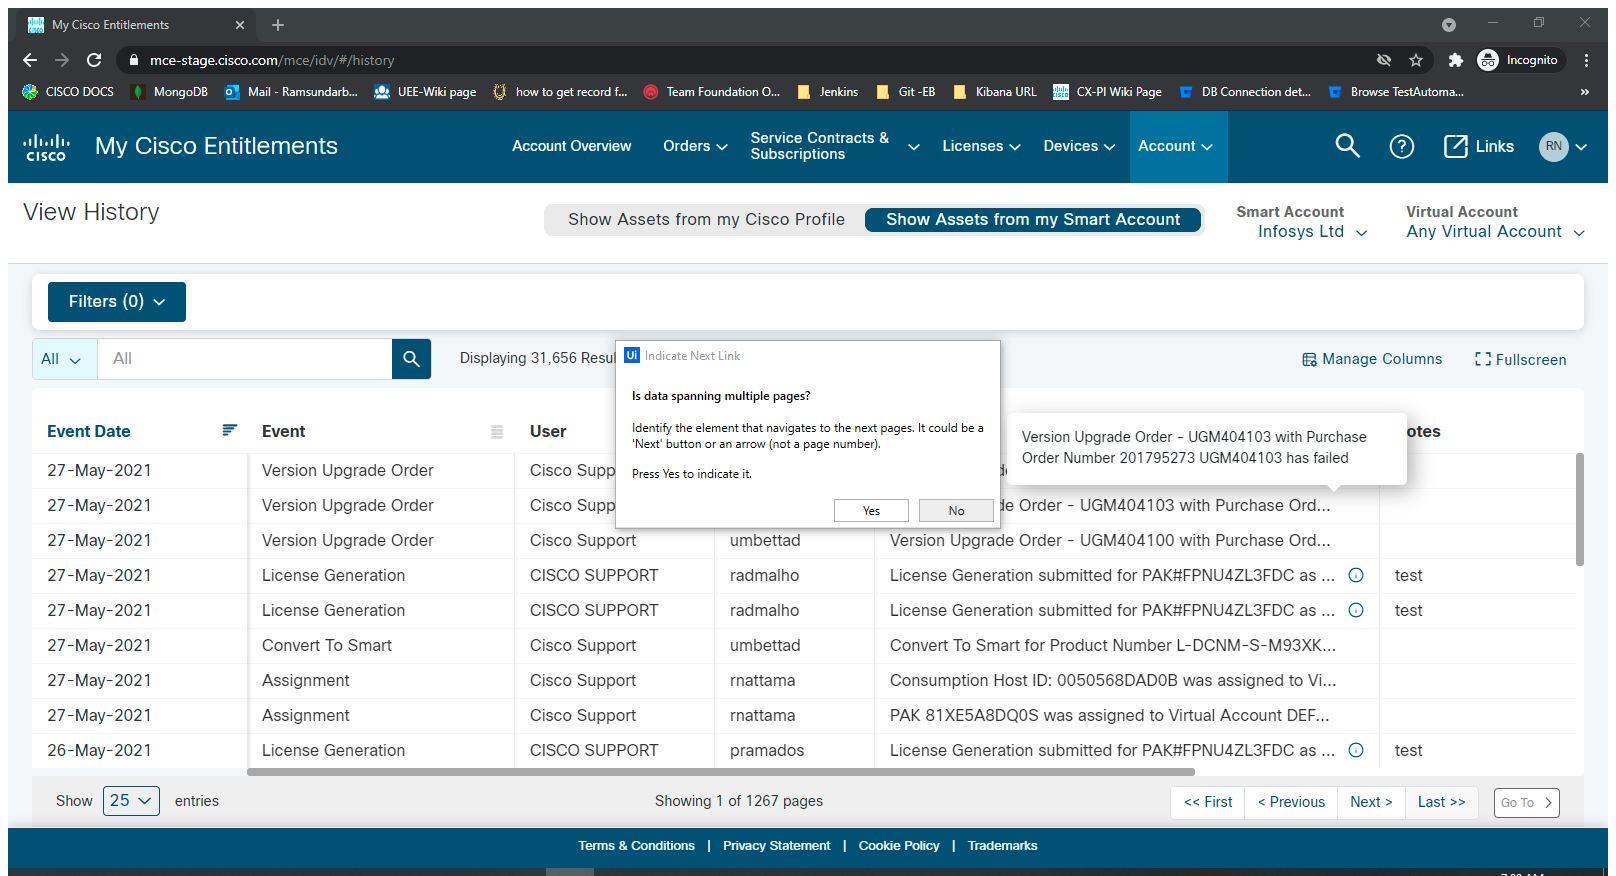 My Cisco Entitlements
mce-stage.cisco.com/mce/idv/#/history
Incognito
CISCO DOCS
MongoDB
Mail - Ramsundarb...
UEE-Wiki page
how to get record f...
Team Foundation O...
Jenkins
Git -EB
Kibana URL
CX-PI Wiki Page
DB Connection det...
Browse TestAutoma...
»
CISCO
My Cisco Entitlements
Account Overview
Orders
Service Contracts &
Subscriptions
Licenses
Devices
Account
Links
RN
View History
Show Assets from my Cisco Profile
Show Assets from my Smart Account
Smart Account
Infosys Ltd
Virtual Account
Any Virtual Account
Filters (0)
All
All
Displaying 31,656 Resul
Manage Columns
Fullscreen
Ui Indicate Next Link
Is data spanning multiple pages?
Identify the element that navigates to the next pages. It could be a
'Next' button or an arrow (not a page number).
Press Yes to indicate it.
Yes
No
Version Upgrade Order - UGM404103 with Purchase
Order Number 201795273 UGM404103 has failed
Event Date
Event
User
otes
27-May-2021 Version Upgrade Order Cisco Supp
27-May-2021 Version Upgrade Order Cisco Supp de Order - UGM404103 with Purchase Ord...
27-May-2021 Version Upgrade Order Cisco Support umbettad Version Upgrade Order - UGM404100 with Purchase Ord...
27-May-2021 License Generation CISCO SUPPORT radmalho License Generation submitted for PAK#FPNU4ZL3FDC as ... test
27-May-2021 License Generation CISCO SUPPORT radmalho License Generation submitted for PAK#FPNU4ZL3FDC as ... test
27-May-2021 Convert To Smart Cisco Support umbettad Convert To Smart for Product Number L-DCNM-S-M93XK...
27-May-2021 Assignment Cisco Support rnattama Consumption Host ID: 0050568DAD0B was assigned to Vi...
27-May-2021 Assignment Cisco Support rnattama PAK 81XE5A8DQ0S was assigned to Virtual Account DEF...
26-May-2021 License Generation CISCO SUPPORT pramados License Generation submitted for PAK#FPNU4ZL3FDC as ... test
Show 25 entries
Showing 1 of 1267 pages
<< First
< Previous
Next >
Last >>
Go To >
Terms & Conditions | Privacy Statement | Cookie Policy | Trademarks